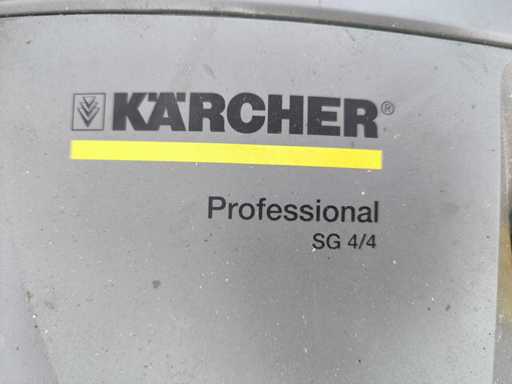 KÄRCHER®
Professional
SG 4/4